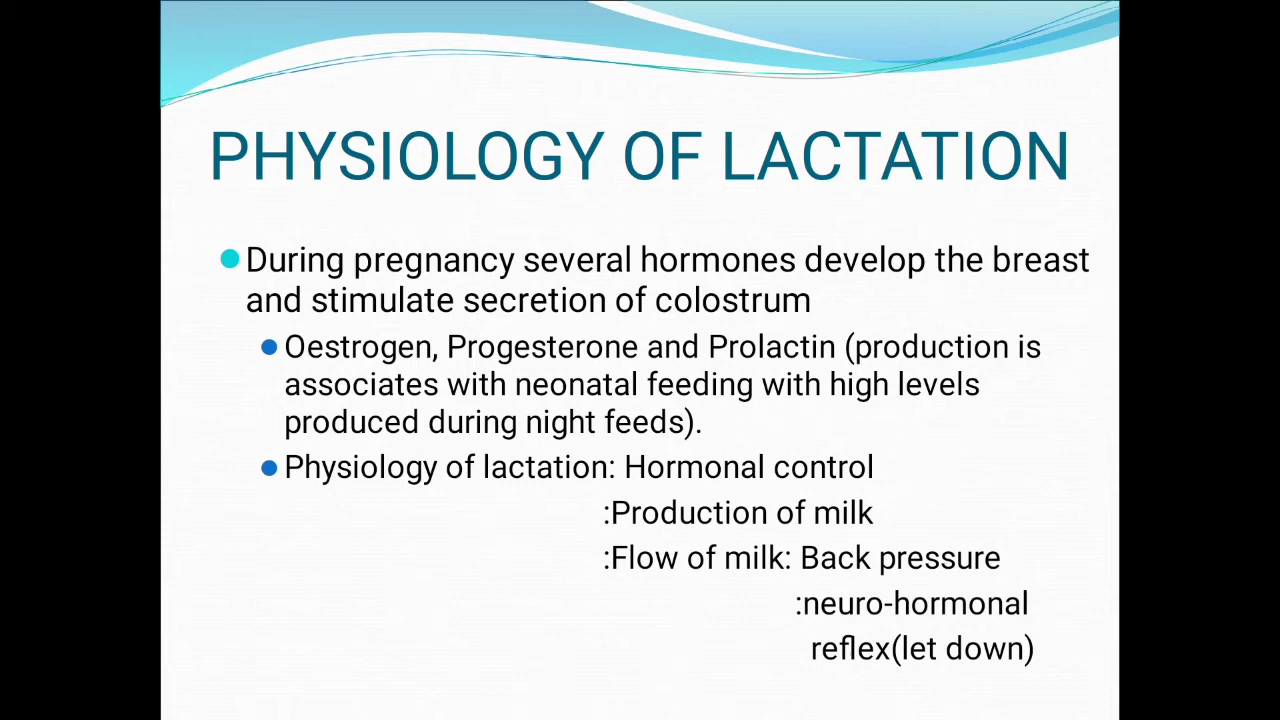 PHYSIOLOGY OF LACTATION
During pregnancy several hormones develop the breast
and stimulate secretion of colostrum
Oestrogen, Progesterone and Prolactin (production is
associates with neonatal feeding with high levels
produced during night feeds).
Physiology of lactation: Hormonal control
:Production of milk
:Flow of milk: Back pressure
:neuro-hormonal
reflex(let down)